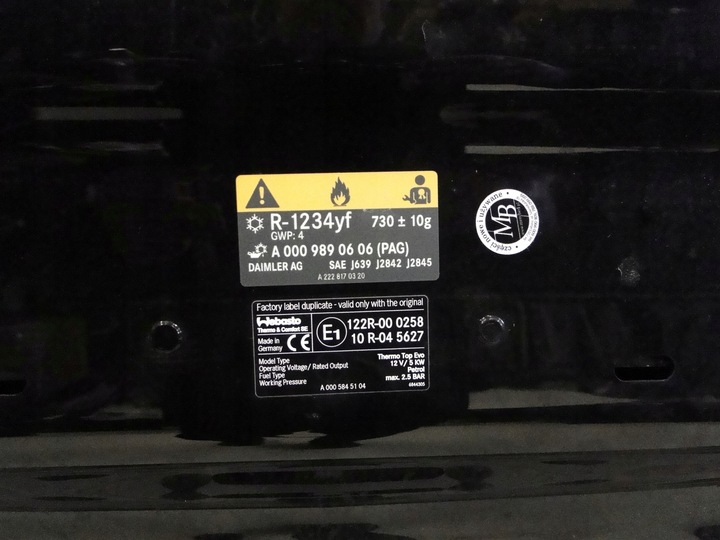 R-1234yf 730 ± 10g
GWP: 4
A 000 989 06 06 (PAG)
DAIMLER AG SAE J639 J2842 J2845
A 222 817 03 20
Factory label duplicate - valid only with the original
Webasto
Thermo & Comfort SE
Made in
Germany CE
E1
122R-00 0258
10 R-04 5627
Model Type Thermo Top Evo
Operating Voltage/ Rated Output 12 V/ 5 KW
Fuel Type Petrol
Working Pressure max. 2.5 BAR
A 000 584 51 04
MB
części nowe i używane